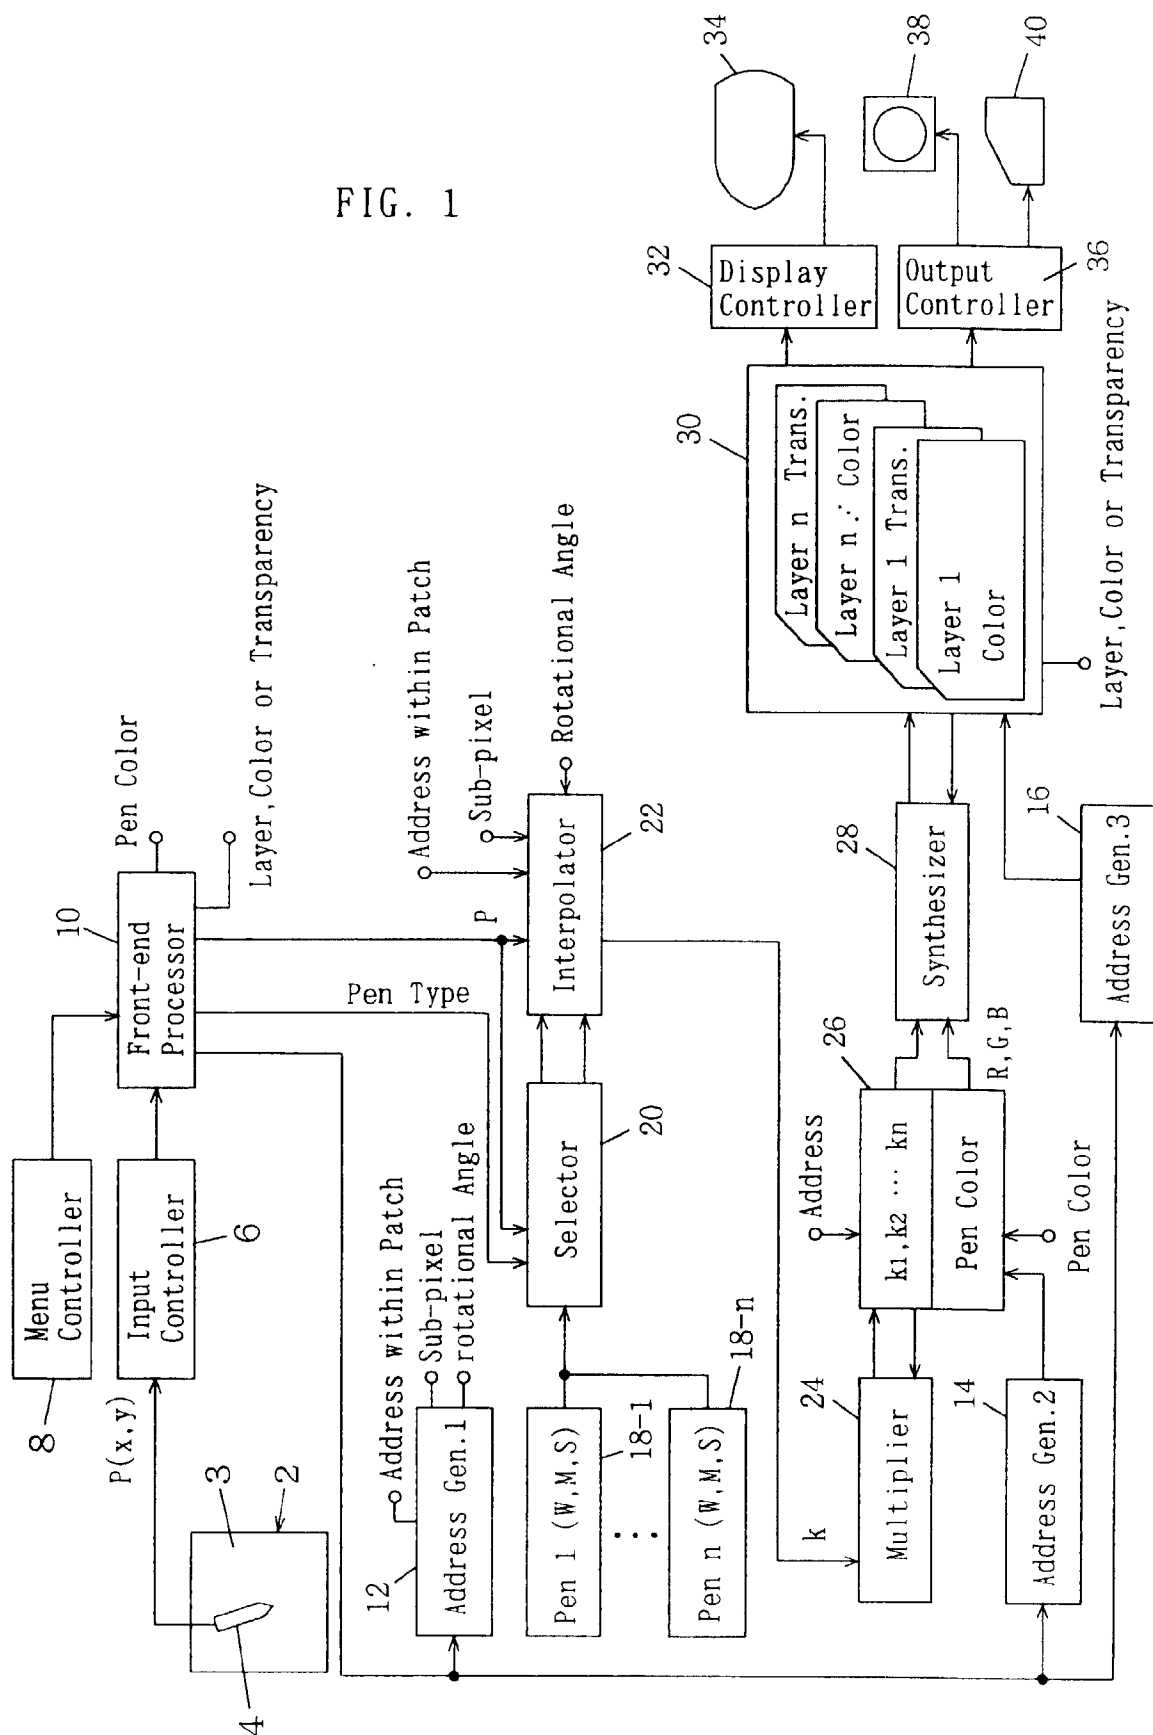 FIG. 1
8
Menu
Controller
P(x,y)
Input
Controller
6
3
2
4
10
Front-end
Processor
Pen Color
Layer,Color or Transparency
Pen Type
P
12
Address Gen.1
Address within Patch
Sub-pixel
rotational Angle
Pen 1 (W,M,S)
18-1
Pen n (W,M,S)
18-n
Selector
20
Interpolator
22
Address within Patch
Sub-pixel
Rotational Angle
k
Multiplier
24
Address
k1,k2 ··· kn
Pen Color
26
R,G,B
Pen Color
14
Address Gen.2
Synthesizer
28
16
Address Gen.3
30
Layer n Trans.
Layer n Color
Layer 1 Trans.
Layer 1
Color
Layer,Color or Transparency
32
Display
Controller
34
Output
Controller
36
38
40